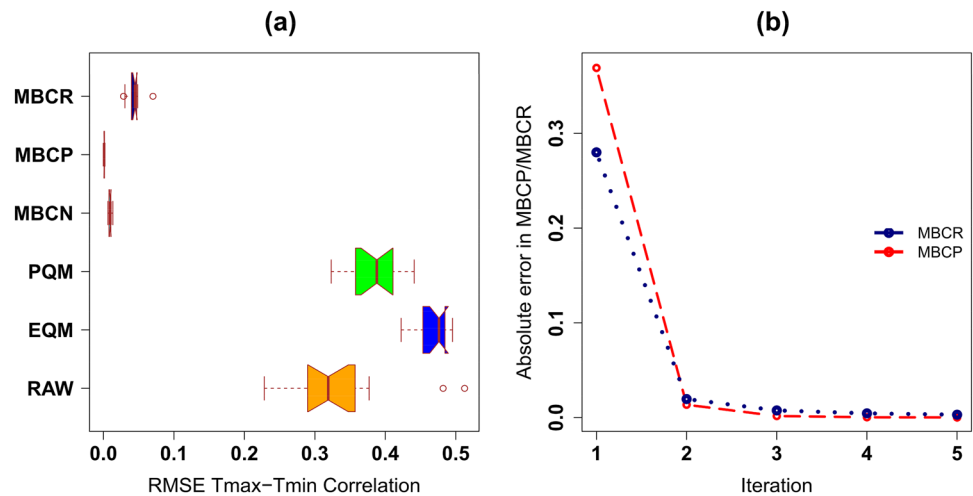 (a)
MBCR
MBCP
MBCN
PQM
EQM
RAW
0.0 0.1 0.2 0.3 0.4 0.5
RMSE Tmax−Tmin Correlation
(b)
Absolute error in MBCP/MBCR
0.3
0.2
0.1
0.0
MBCR
MBCP
1 2 3 4 5
Iteration